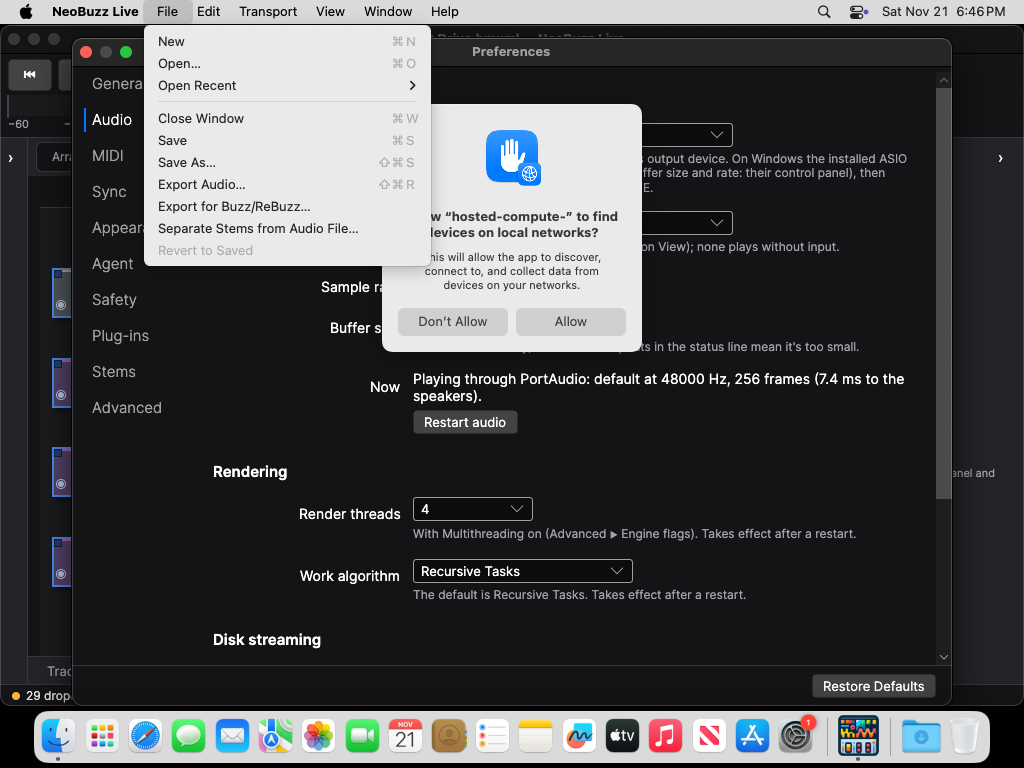 NeoBuzz Live File Edit Transport View Window Help Sat Nov 21 6:46 PM
Preferences
New ⌘ N
Open... ⌘ O
Open Recent
Close Window ⌘ W
Save ⌘ S
Save As... ⇧ ⌘ S
Export Audio... ⇧ ⌘ R
Export for Buzz/ReBuzz...
Separate Stems from Audio File...
Revert to Saved
-60
General
Audio
MIDI
Sync
Agent
Safety
Plug-ins
Stems
Advanced
output device. On Windows the installed ASIO
size and rate: their control panel), then
"hosted-compute-" to find
devices on local networks?
on View); none plays without input.
This will allow the app to discover,
connect to, and collect data from
devices on your networks.
Sample
Don't Allow Allow
Buffer
in the status line mean it's too small.
Now Playing through PortAudio: default at 48000 Hz, 256 frames (7.4 ms to the
speakers).
Restart audio
Rendering
and
Render threads 4
With Multithreading on (Advanced ▸ Engine flags). Takes effect after a restart.
Work algorithm Recursive Tasks
The default is Recursive Tasks. Takes effect after a restart.
Disk streaming
29
Restore Defaults
NOV
21
tv
1